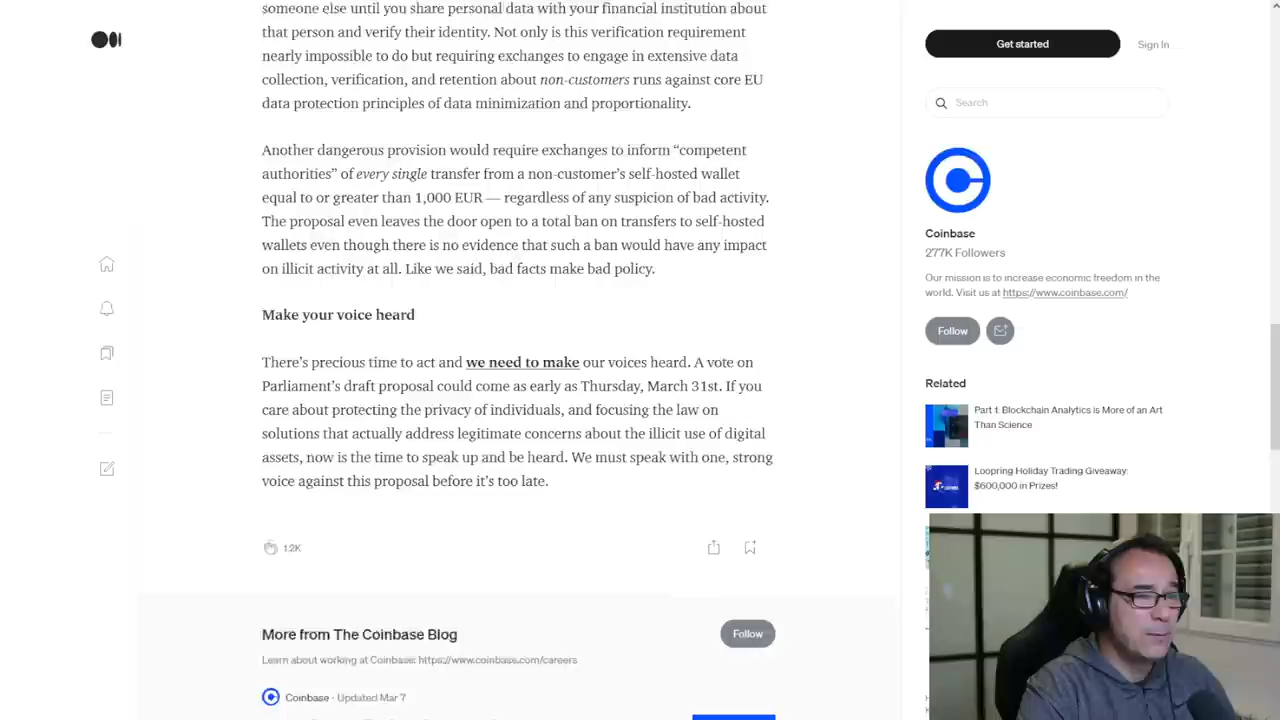 someone else until you share personal data with your financial institution about
that person and verify their identity. Not only is this verification requirement
nearly impossible to do but requiring exchanges to engage in extensive data
collection, verification, and retention about non-customers runs against core EU
data protection principles of data minimization and proportionality.
Another dangerous provision would require exchanges to inform “competent
authorities” of every single transfer from a non-customer’s self-hosted wallet
equal to or greater than 1,000 EUR — regardless of any suspicion of bad activity.
The proposal even leaves the door open to a total ban on transfers to self-hosted
wallets even though there is no evidence that such a ban would have any impact
on illicit activity at all. Like we said, bad facts make bad policy.
Make your voice heard
There’s precious time to act and we need to make our voices heard. A vote on
Parliament’s draft proposal could come as early as Thursday, March 31st. If you
care about protecting the privacy of individuals, and focusing the law on
solutions that actually address legitimate concerns about the illicit use of digital
assets, now is the time to speak up and be heard. We must speak with one, strong
voice against this proposal before it’s too late.
1.2K
More from The Coinbase Blog
Follow
Learn about working at Coinbase: https://www.coinbase.com/careers
Coinbase · Updated Mar 7
Get started
Sign In
Search
Coinbase
277K Followers
Our mission is to increase economic freedom in the
world. Visit us at https://www.coinbase.com/
Follow
Related
Part 1: Blockchain Analytics is More of an Art
Than Science
Loopring Holiday Trading Giveaway:
$600,000 in Prizes!